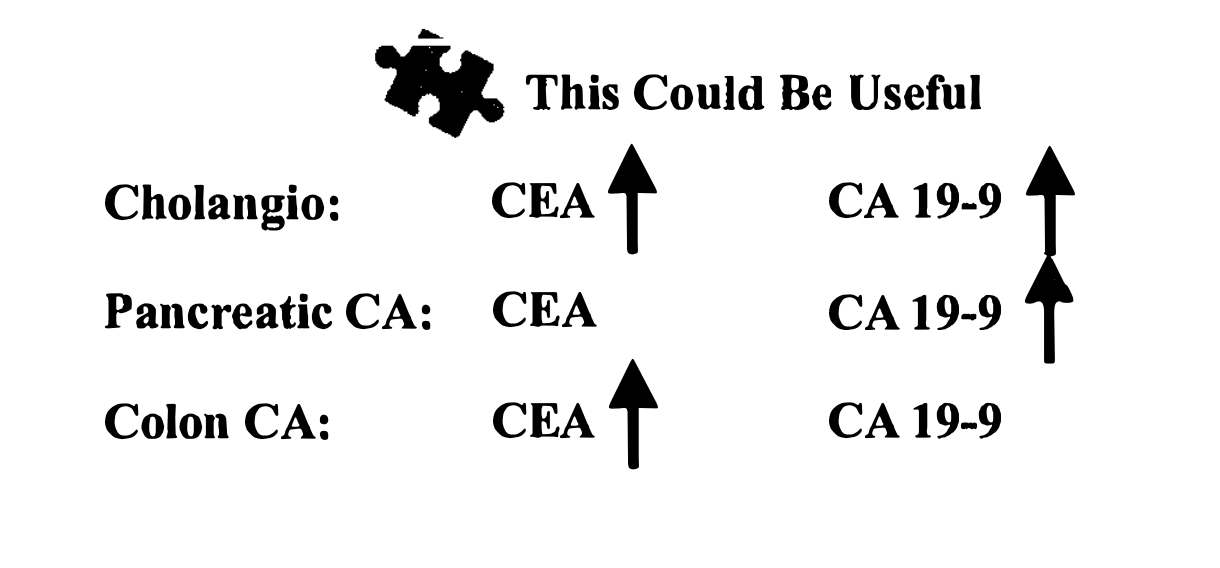 This Could Be Useful
Cholangio: CEA ↑ CA 19-9 ↑
Pancreatic CA: CEA CA 19-9 ↑
Colon CA: CEA ↑ CA 19-9